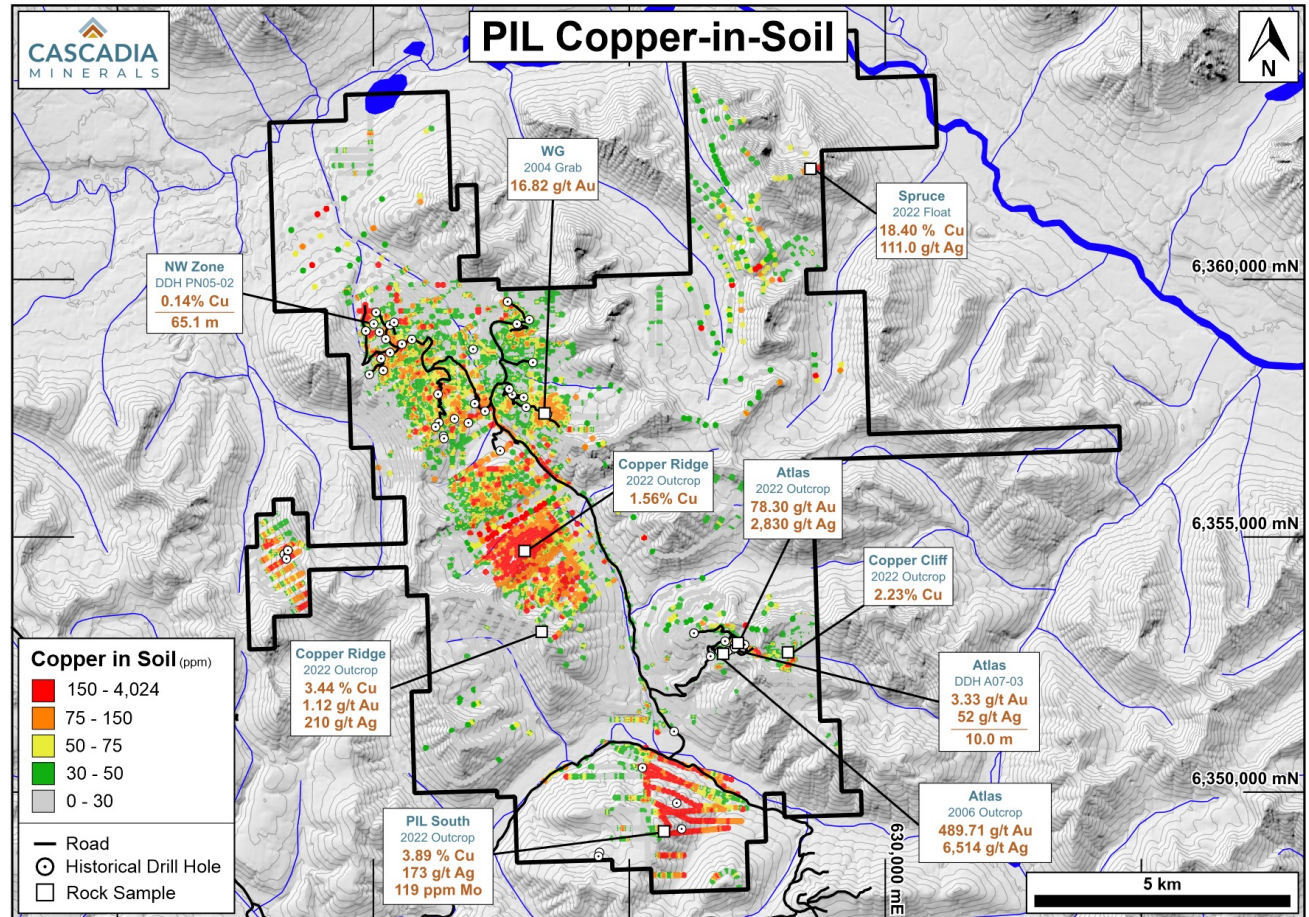 CASCADIA
MINERALS
PIL Copper-in-Soil
N
WG
2004 Grab
16.82 g/t Au
Spruce
2022 Float
18.40 % Cu
111.0 g/t Ag
NW Zone
DDH PN05-02
0.14% Cu
65.1 m
6,360,000 mN
Copper Ridge
2022 Outcrop
1.56% Cu
Atlas
2022 Outcrop
78.30 g/t Au
2,830 g/t Ag
6,355,000 mN
Copper Cliff
2022 Outcrop
2.23% Cu
Copper Ridge
2022 Outcrop
3.44 % Cu
1.12 g/t Au
210 g/t Ag
Atlas
DDH A07-03
3.33 g/t Au
52 g/t Ag
10.0 m
6,350,000 mN
Atlas
2006 Outcrop
489.71 g/t Au
6,514 g/t Ag
PIL South
2022 Outcrop
3.89 % Cu
173 g/t Ag
119 ppm Mo
630,000 mE
Copper in Soil (ppm)
150 - 4,024
75 - 150
50 - 75
30 - 50
0 - 30
Road
Historical Drill Hole
Rock Sample
5 km